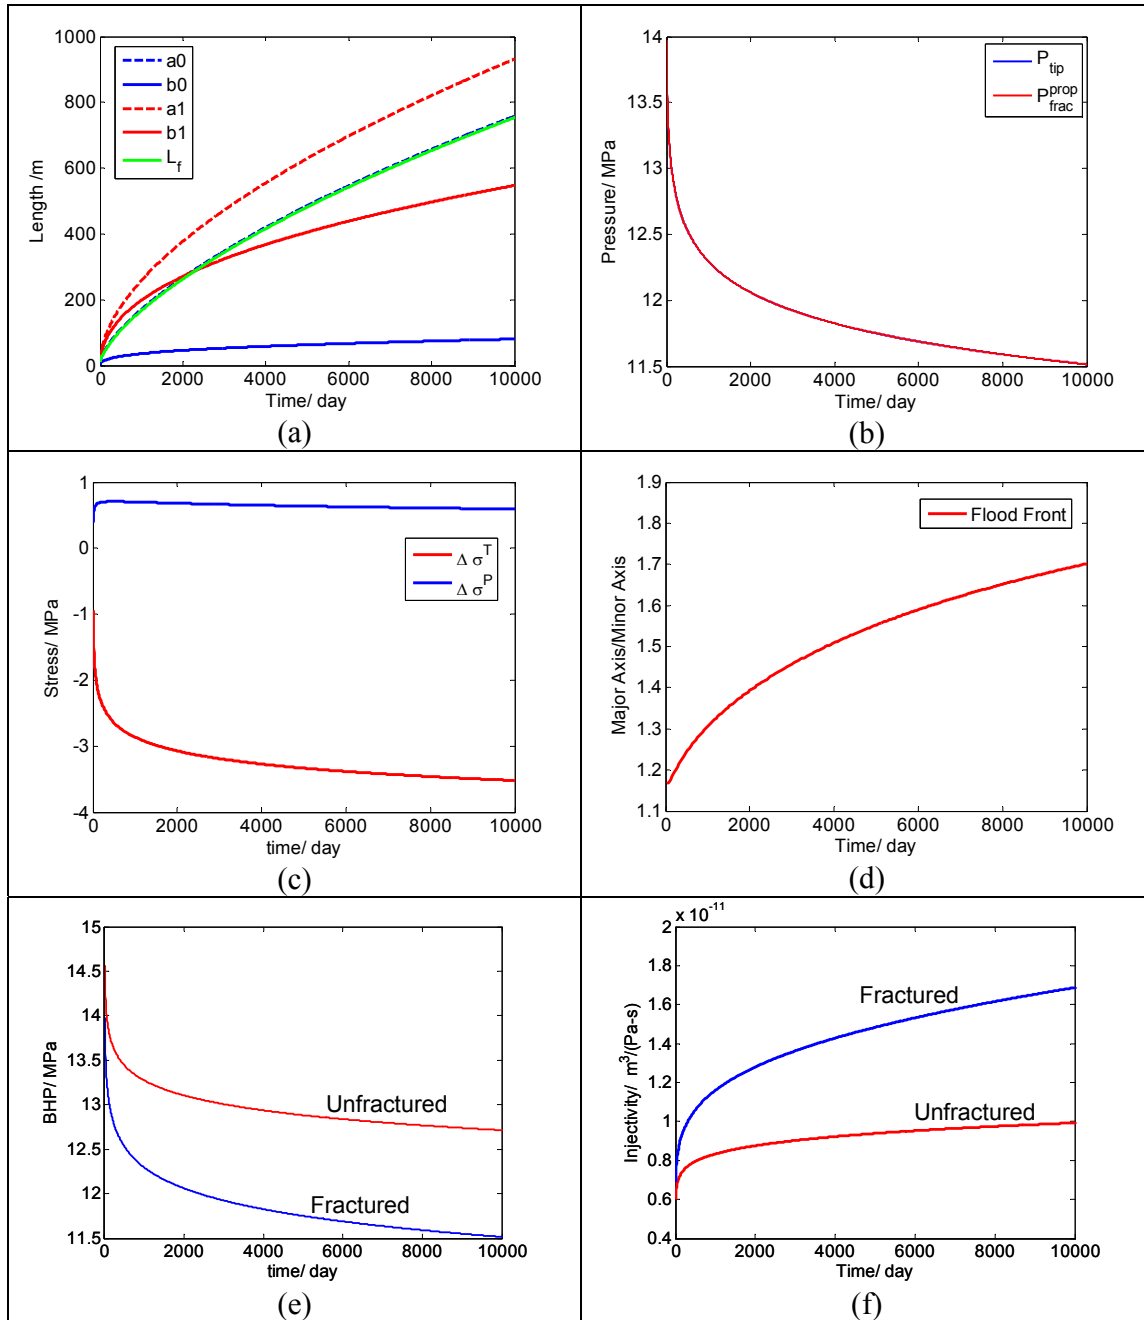 1000
800
600
400
200
0
Length /m
a0
b0
a1
b1
L_f
0 2000 4000 6000 8000 10000
Time/ day
(a)
14
13.5
13
12.5
12
11.5
Pressure/ MPa
P_tip
P_frac^prop
0 2000 4000 6000 8000 10000
Time/ day
(b)
1
0
-1
-2
-3
-4
Stress/ MPa
Δ σ^T
Δ σ^P
0 2000 4000 6000 8000 10000
time/ day
(c)
1.9
1.8
1.7
1.6
1.5
1.4
1.3
1.2
1.1
Major Axis/Minor Axis
Flood Front
0 2000 4000 6000 8000 10000
Time/ day
(d)
15
14.5
14
13.5
13
12.5
12
11.5
BHP/ MPa
Unfractured
Fractured
0 2000 4000 6000 8000 10000
time/ day
(e)
x 10^-11
2
1.8
1.6
1.4
1.2
1
0.8
0.6
0.4
Injectivity/ m^3/(Pa-s)
Fractured
Unfractured
0 2000 4000 6000 8000 10000
Time/ day
(f)